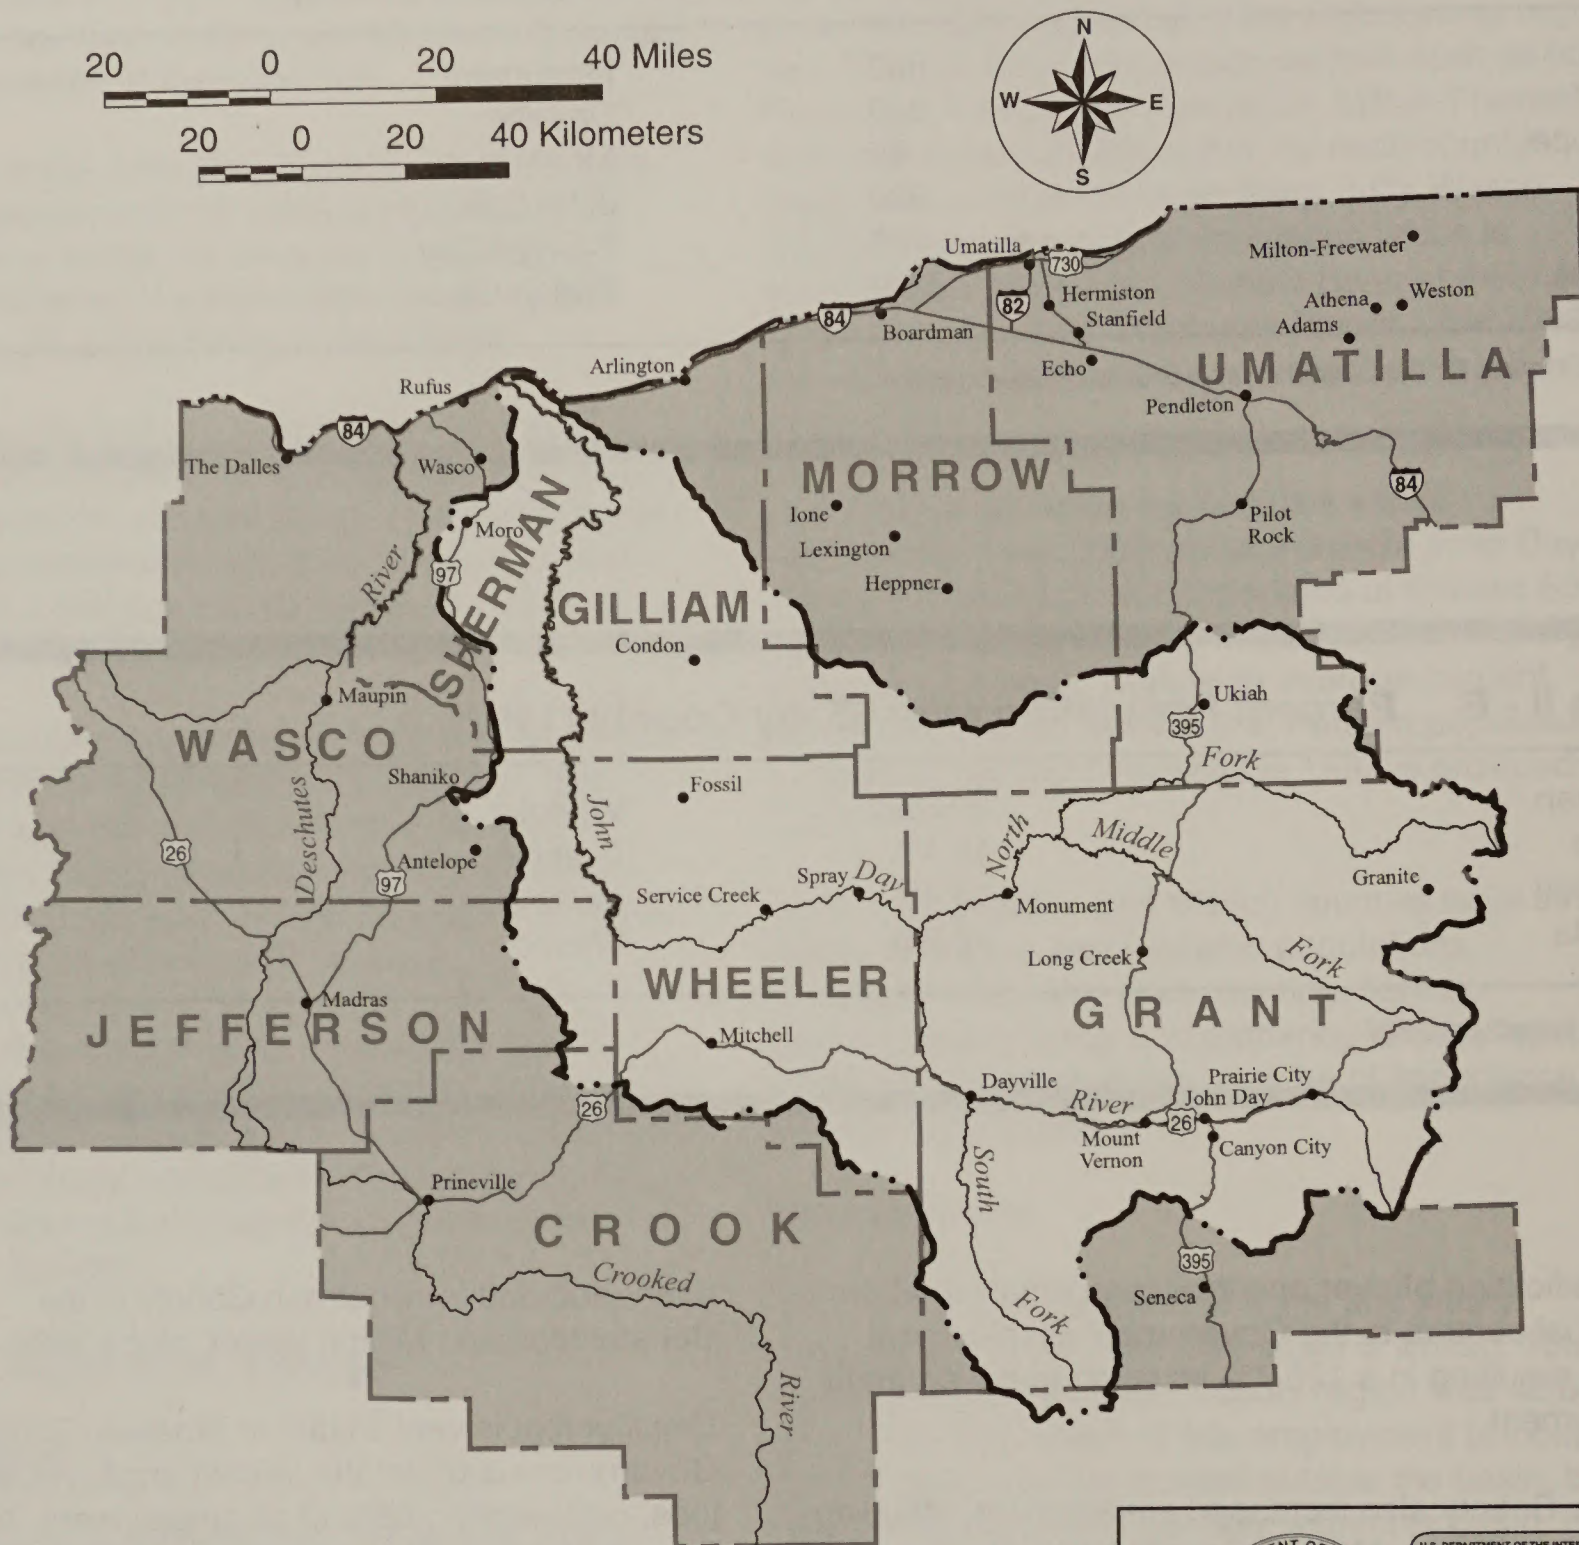 20 0 20 40 Miles
20 0 20 40 Kilometers
N
W E
S
Umatilla
730
Milton-Freewater
82
Hermiston
Stanfield
Athena
Weston
Adams
84
Boardman
Echo
UMATILLA
Arlington
Rufus
Pendleton
84
The Dalles
Wasco
MORROW
84
Ione
Pilot
Rock
Moro
Lexington
97
River
SHERMAN
Heppner
GILLIAM
Condon
Maupin
Ukiah
395
WASCO
Fork
Shaniko
Fossil
Deschutes
John
North
Middle
26
Antelope
97
Spray
Day
Granite
Service Creek
Monument
Long Creek
Fork
WHEELER
Madras
GRANT
JEFFERSON
Mitchell
Dayville
Prairie City
26
River
John Day
26
Mount
Vernon
Canyon City
South
Prineville
CROOK
395
Crooked
Seneca
Fork
River
U.S. DEPARTMENT OF THE INTER